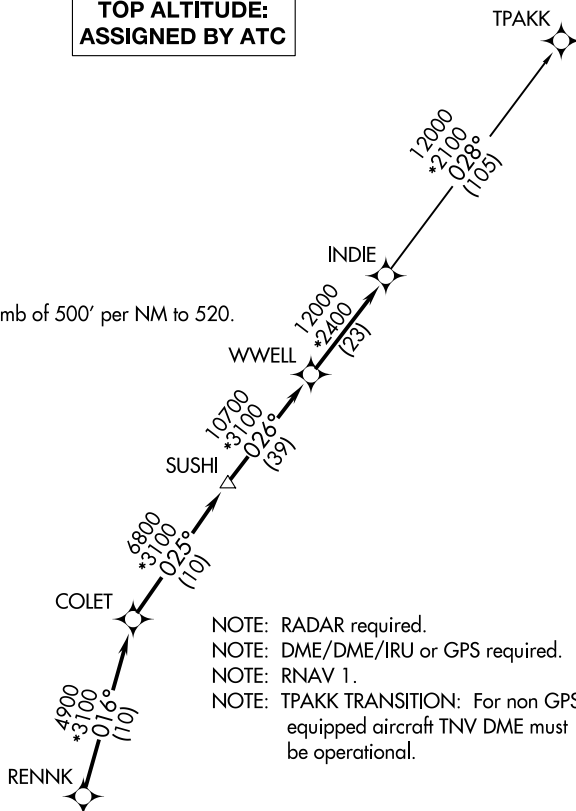 TOP ALTITUDE:
ASSIGNED BY ATC
TPAKK
12000
*2100
028°
(105)
INDIE
mb of 500' per NM to 520.
12000
*2400
(23)
WWELL
10700
*3100
026°
(39)
SUSHI
6800
*3100
025°
(10)
COLET
NOTE: RADAR required.
NOTE: DME/DME/IRU or GPS required.
NOTE: RNAV 1.
NOTE: TPAKK TRANSITION: For non GPS
equipped aircraft TNV DME must
be operational.
4900
*3100
016°
(10)
RENNK